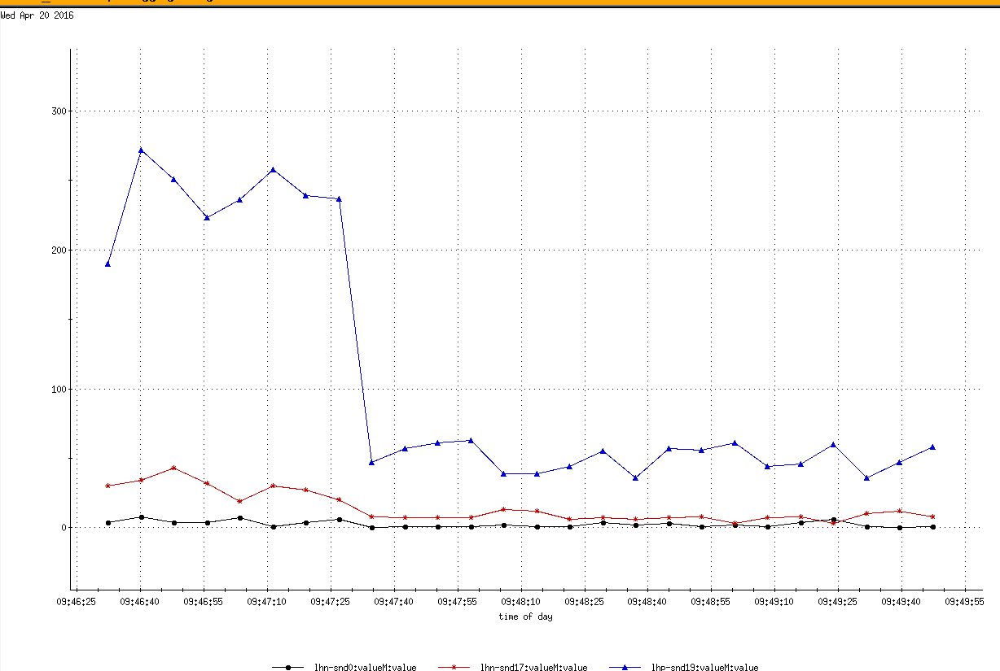 Wed Apr 20 2016
300
200
100
0
09:46:25 09:46:40 09:46:55 09:47:10 09:47:25 09:47:40 09:47:55 09:48:10 09:48:25 09:48:40 09:48:55 09:49:10 09:49:25 09:49:40 09:49:55
time of day
lhn-snd0:valueM:value lhn-snd17:valueM:value lhp-snd19:valueM:value